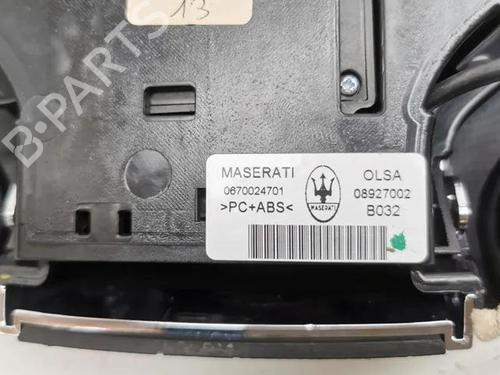 13
B-PARTS
MASERATI
0670024701
>PC+ABS<
MASERATI
OLSA
08927002
B032